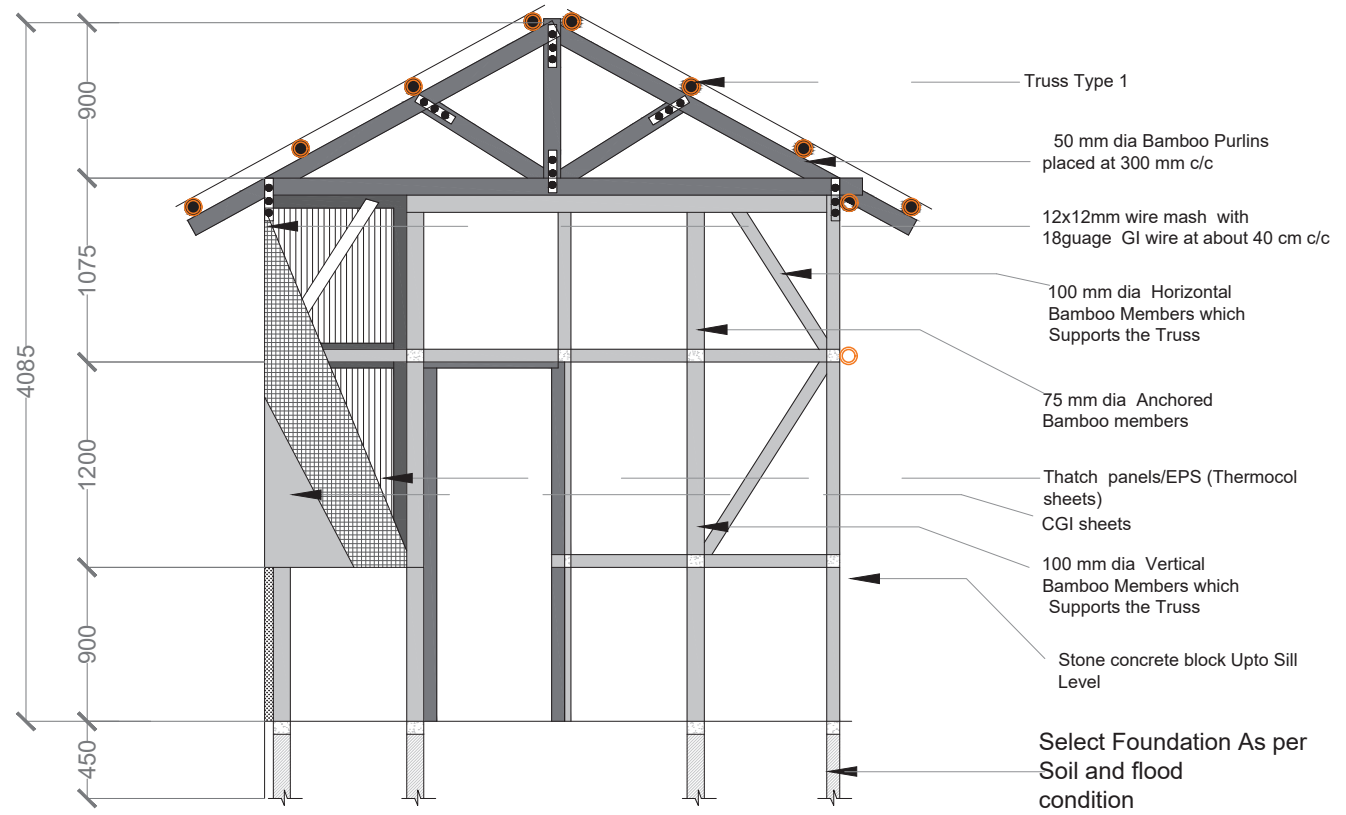 900
1075
4085
1200
900
450
Truss Type 1
50 mm dia Bamboo Purlins
placed at 300 mm c/c
12x12mm wire mash with
18guage GI wire at about 40 cm c/c
100 mm dia Horizontal
Bamboo Members which
Supports the Truss
75 mm dia Anchored
Bamboo members
Thatch panels/EPS (Thermocol
sheets)
CGI sheets
100 mm dia Vertical
Bamboo Members which
Supports the Truss
Stone concrete block Upto Sill
Level
Select Foundation As per
Soil and flood
condition